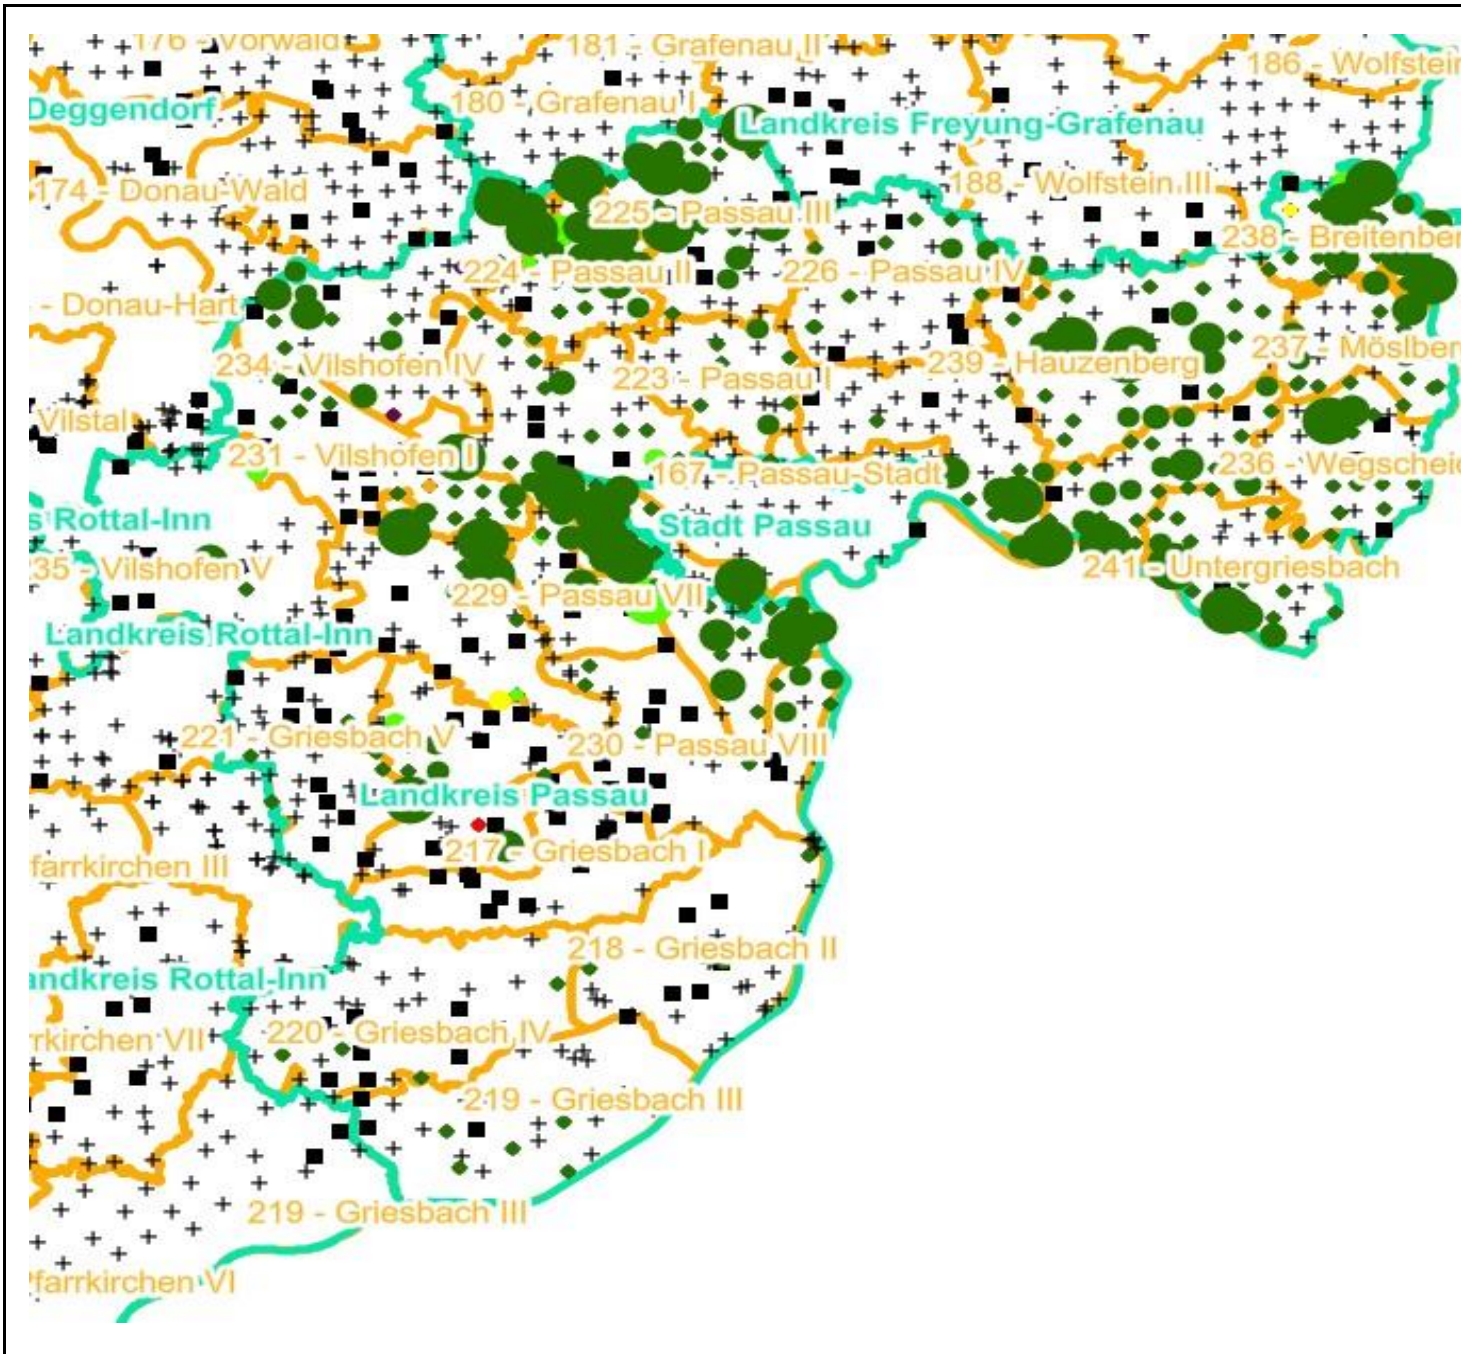 176 - Vorwald
181 - Grafenau II
186 - Wolfstein
180 - Grafenau I
Deggendorf
Landkreis Freyung-Grafenau
174 - Donau-Wald
188 - Wolfstein III
225 - Passau III
238 - Breitenber
224 - Passau II
226 - Passau IV
- Donau-Hart
234 - Vilshofen IV
223 - Passau I
239 - Hauzenberg
237 - Möslber
Vilstal
231 - Vilshofen I
167 - Passau-Stadt
236 - Wegscheid
s Rottal-Inn
Stadt Passau
35 - Vilshofen V
229 - Passau VII
241 - Untergriesbach
Landkreis Rottal-Inn
221 - Griesbach V
230 - Passau VIII
Landkreis Passau
217 - Griesbach I
farrkirchen III
218 - Griesbach II
andkreis Rottal-Inn
220 - Griesbach IV
rrkirchen VII
219 - Griesbach III
219 - Griesbach III
farrkirchen VI